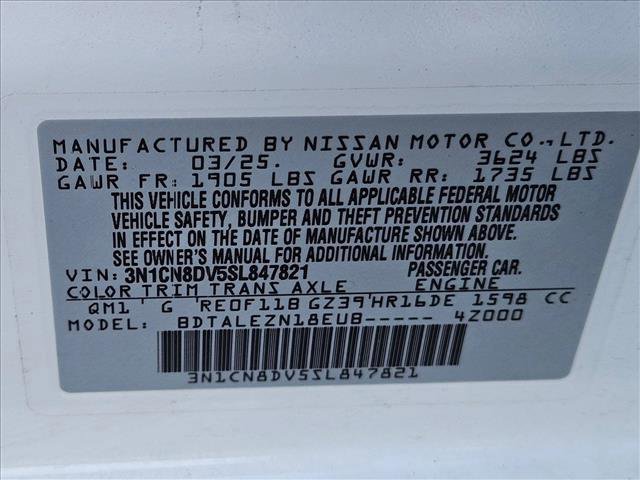 MANUFACTURED BY NISSAN MOTOR CO., LTD.
DATE: 03/25. GVWR: 3624 LBS
GAWR FR: 1905 LBS GAWR RR: 1735 LBS
THIS VEHICLE CONFORMS TO ALL APPLICABLE FEDERAL MOTOR
VEHICLE SAFETY, BUMPER AND THEFT PREVENTION STANDARDS
IN EFFECT ON THE DATE OF MANUFACTURE SHOWN ABOVE.
SEE OWNER'S MANUAL FOR ADDITIONAL INFORMATION.
VIN: 3N1CN8DV5SL847821 PASSENGER CAR.
COLOR TRIM TRANS AXLE ENGINE
QM1 ' G 'RE0F11B GZ39'HR16DE 1598 CC
MODEL: BDTALEZN18EUB----- 4Z000
3N1CN8DV5SL847821